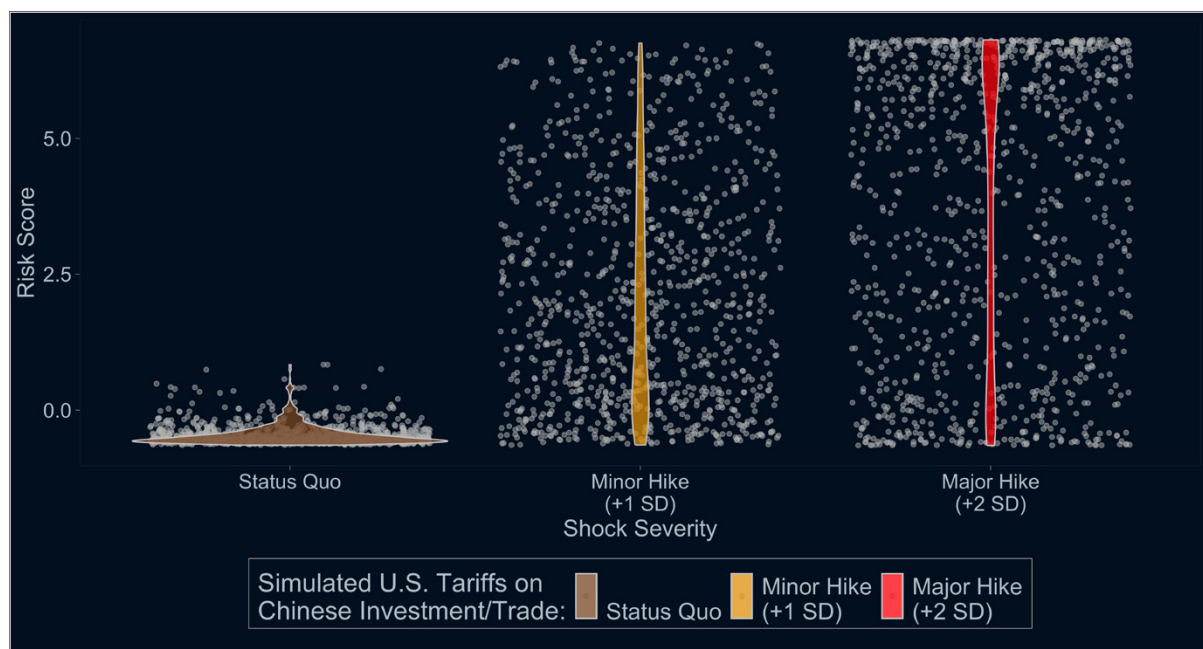 Risk Score
5.0
2.5
0.0
Status Quo
Minor Hike
(+1 SD)
Major Hike
(+2 SD)
Shock Severity
Simulated U.S. Tariffs on
Chinese Investment/Trade:
Status Quo
Minor Hike
(+1 SD)
Major Hike
(+2 SD)